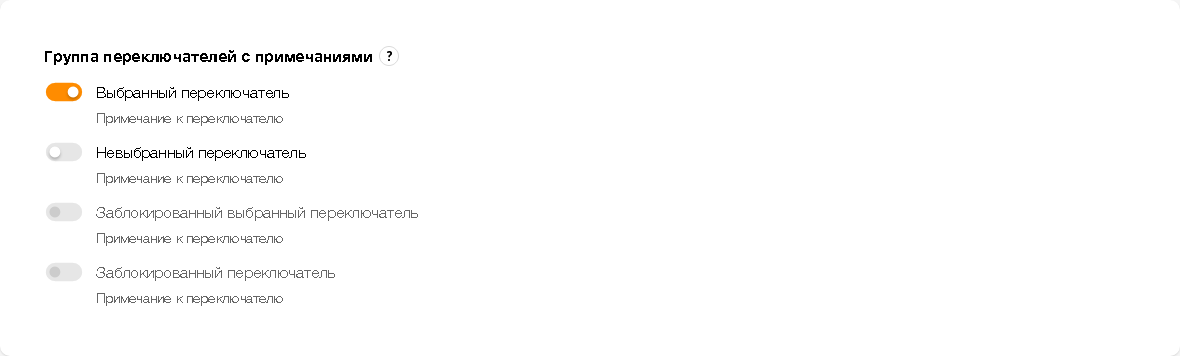 Группа переключателей с примечаниями ?
Выбранный переключатель
Примечание к переключателю
Невыбранный переключатель
Примечание к переключателю
Заблокированный выбранный переключатель
Примечание к переключателю
Заблокированный переключатель
Примечание к переключателю